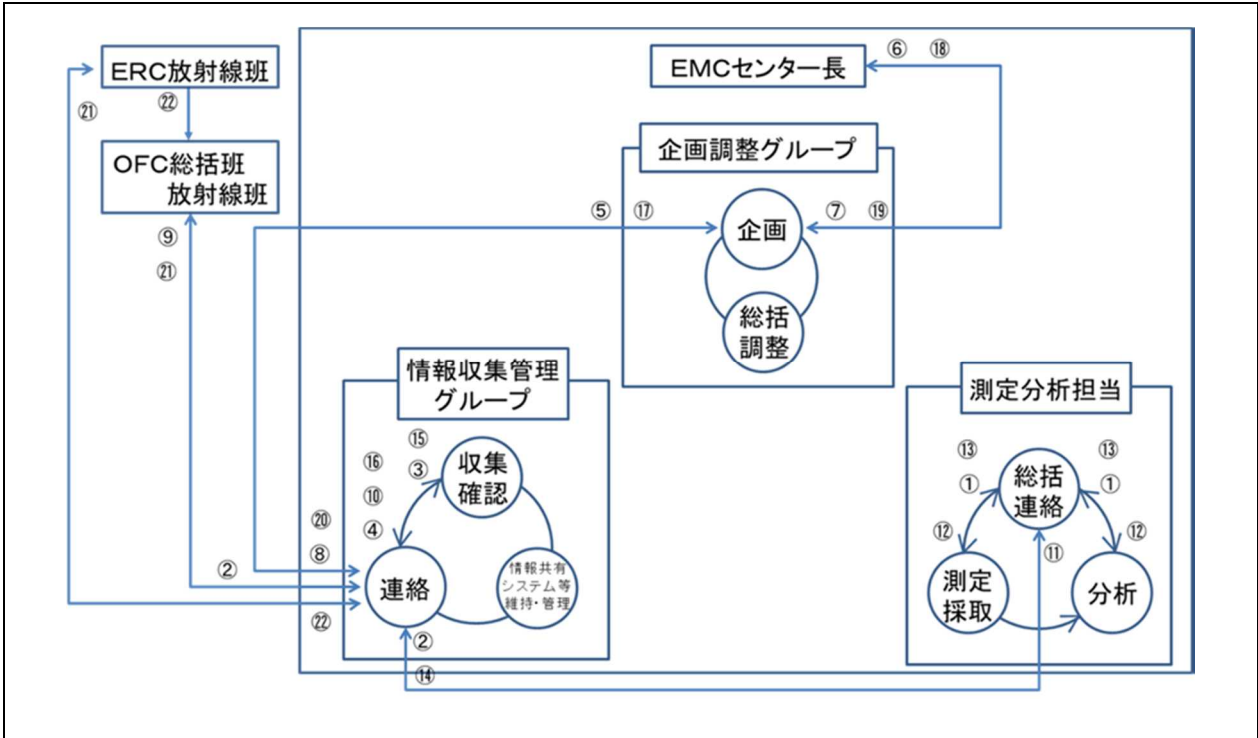 ERC放射線班
㉑
㉒
OFC総括班
放射線班
⑨
㉑
EMCセンター長
⑥ ⑱
企画調整グループ
⑤ ⑰
企画
⑦ ⑲
総括
調整
情報収集管理
グループ
⑮
③
⑯
⑩
④
収集
確認
⑳
⑧
②
㉒
連絡
情報共有
システム等
維持・管理
②
⑭
測定分析担当
⑬
①
総括
連絡
⑬
①
⑫
⑪
⑫
測定
採取
分析